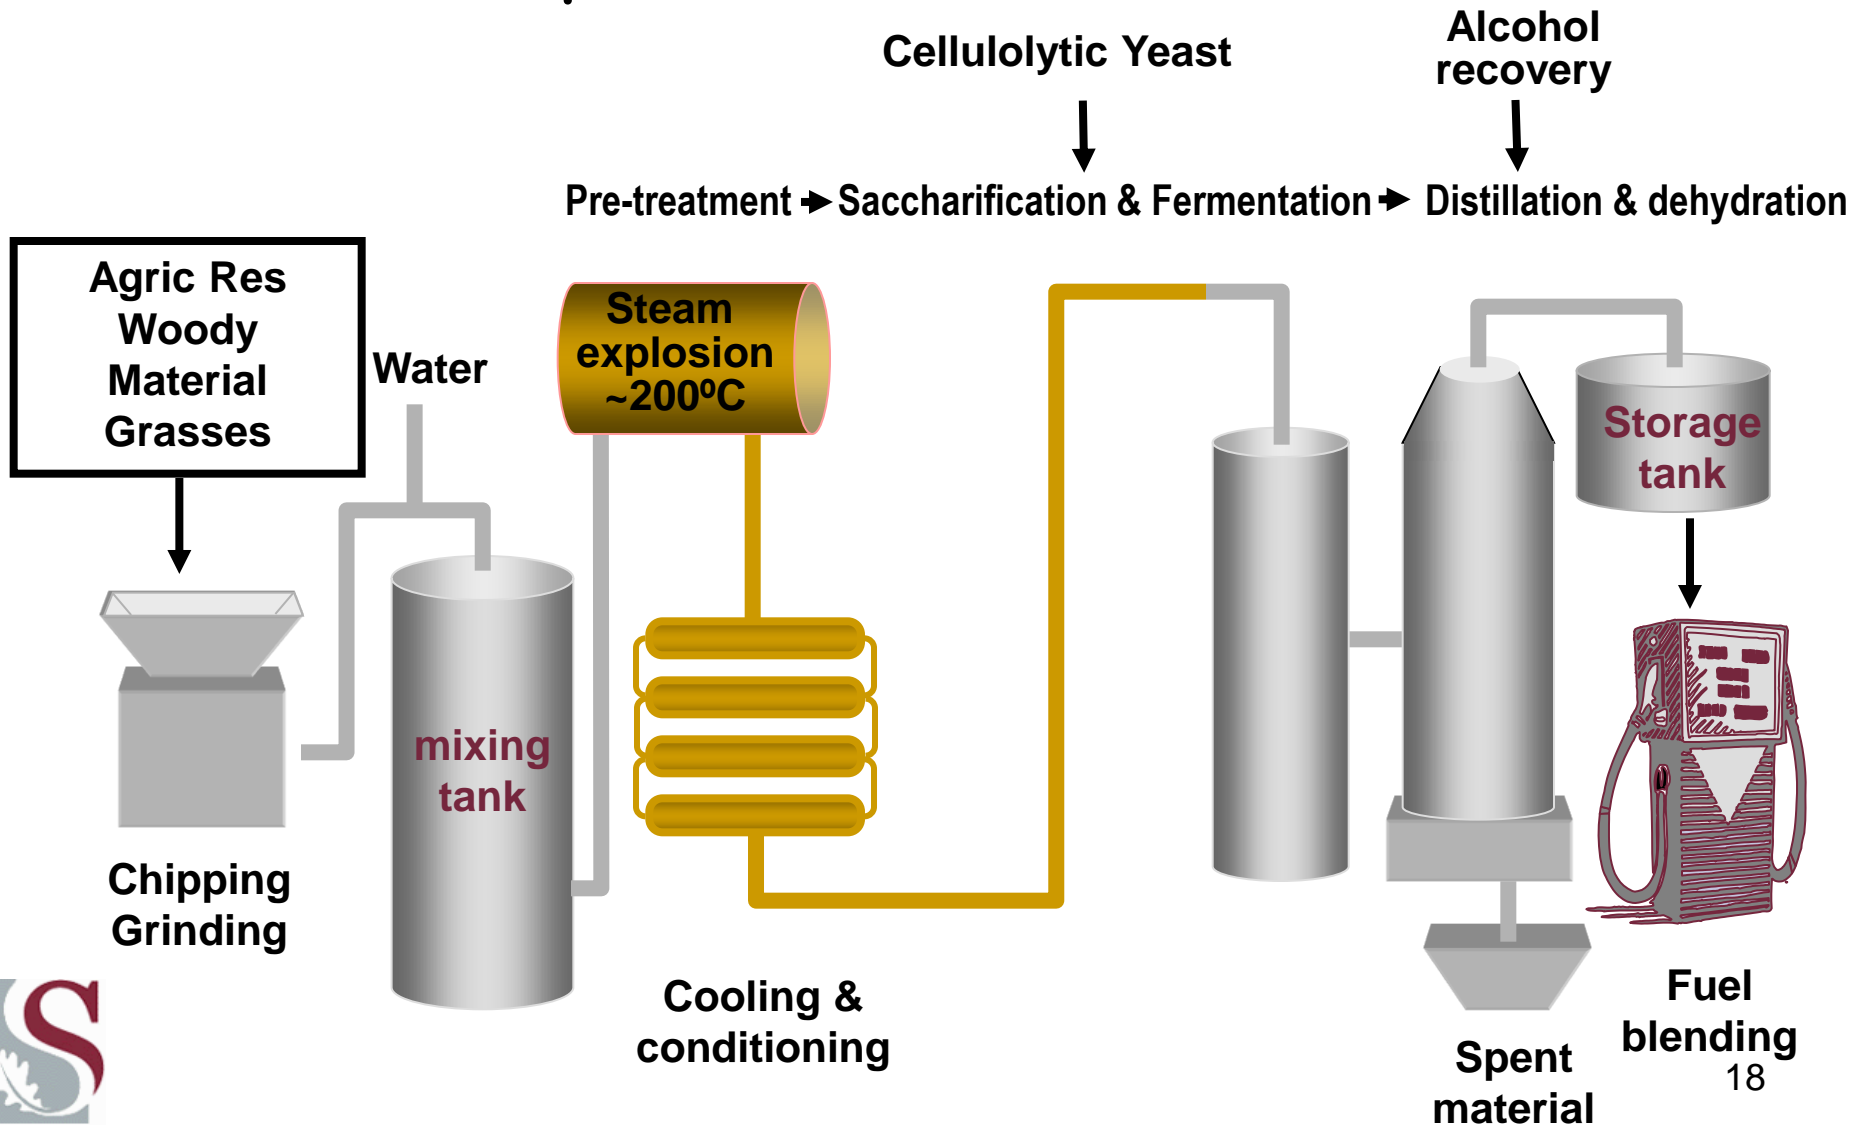 Cellulolytic Yeast
Alcohol
recovery
Pre-treatment
Saccharification & Fermentation
Distillation & dehydration
Agric Res
Woody
Material
Grasses
Water
Steam
explosion
~200ºC
Storage
tank
mixing
tank
Chipping
Grinding
Cooling &
conditioning
Fuel
blending
Spent
material
18
S